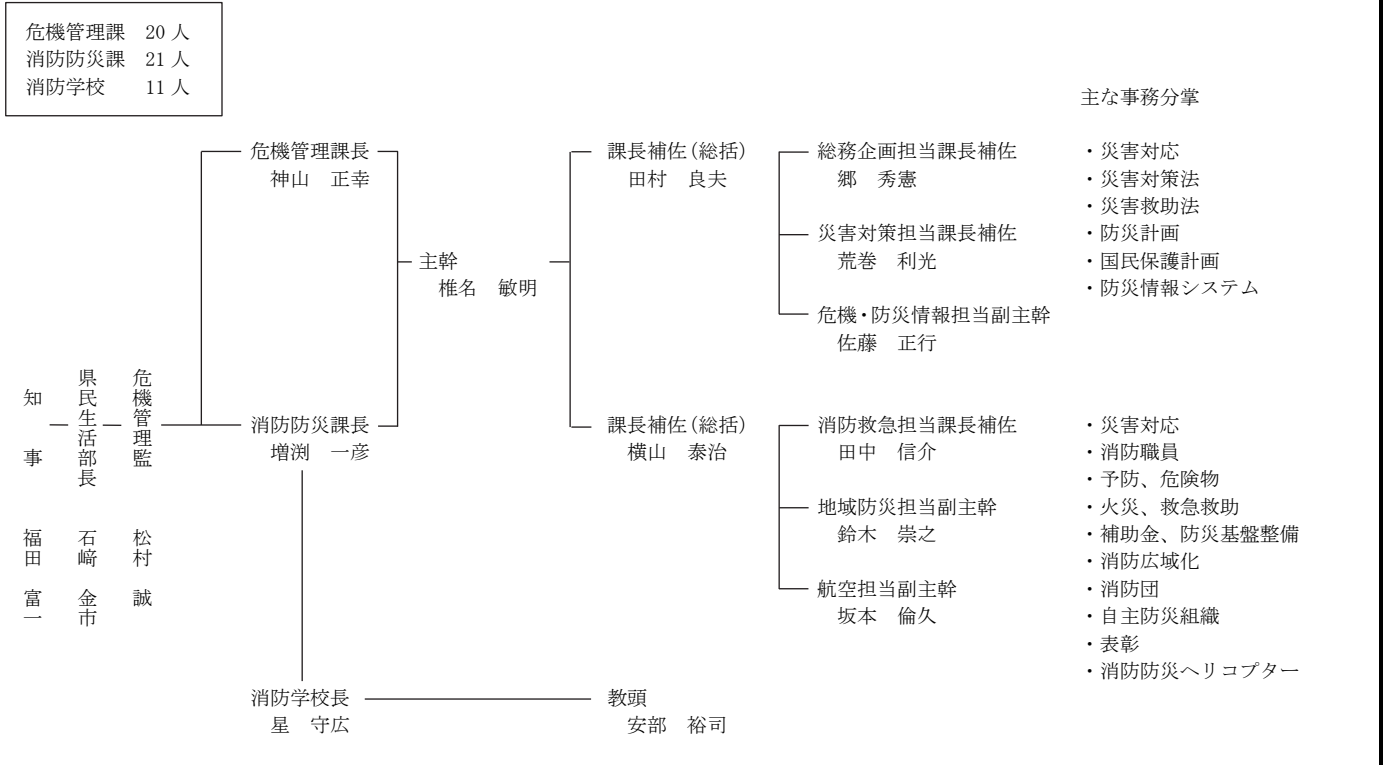 危機管理課　20 人
消防防災課　21 人
消防学校　　11 人
主な事務分掌
知事　福田　富一
県民生活部長　石﨑　金市
危機管理監　松村　誠
危機管理課長
神山　正幸
消防防災課長
増渕　一彦
消防学校長
星　守広
主幹
椎名　敏明
課長補佐(総括)
田村　良夫
課長補佐(総括)
横山　泰治
教頭
安部　裕司
総務企画担当課長補佐
郷　秀憲
災害対策担当課長補佐
荒巻　利光
危機・防災情報担当副主幹
佐藤　正行
・災害対応
・災害対策法
・災害救助法
・防災計画
・国民保護計画
・防災情報システム
消防救急担当課長補佐
田中　信介
地域防災担当副主幹
鈴木　崇之
航空担当副主幹
坂本　倫久
・災害対応
・消防職員
・予防、危険物
・火災、救急救助
・補助金、防災基盤整備
・消防広域化
・消防団
・自主防災組織
・表彰
・消防防災ヘリコプター